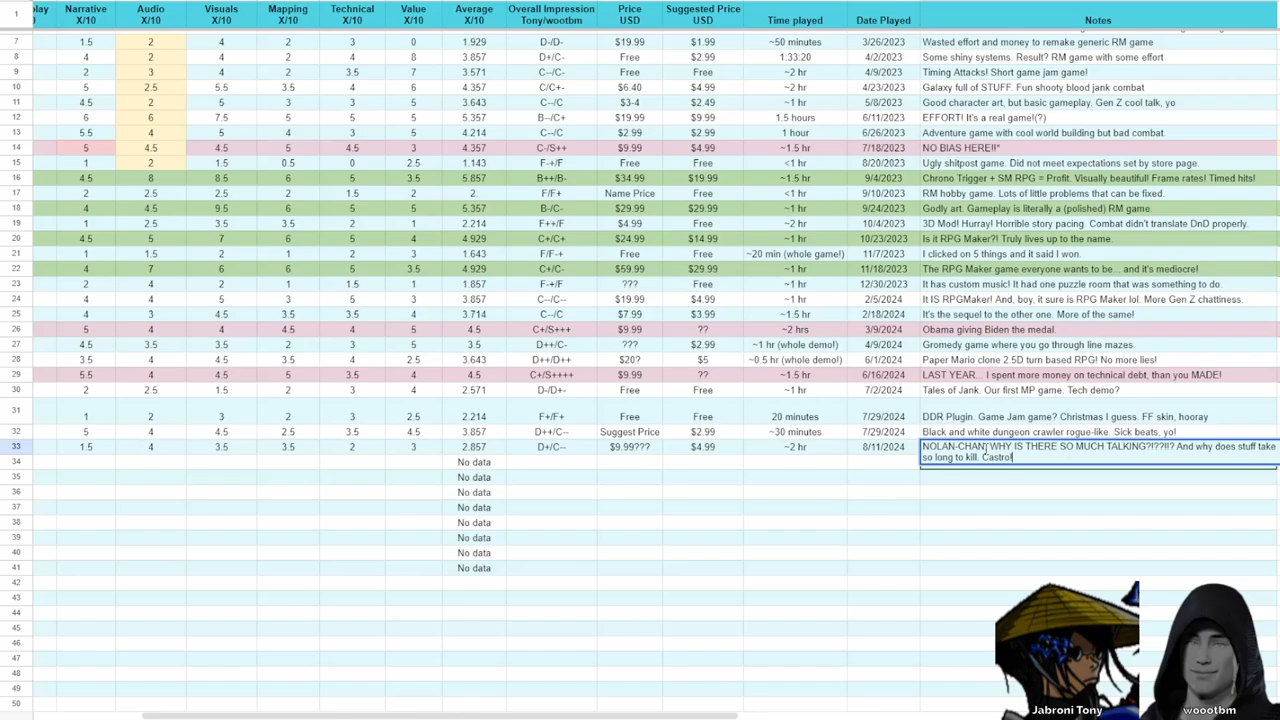 1 play Narrative Audio Visuals Mapping Technical Value Average Overall Impression Price Suggested Price Time played Date Played Notes
X/10 X/10 X/10 X/10 X/10 X/10 X/10 Tony/wootbm USD USD
7 1.5 2 4 2 3 0 1.929 D-/D- $19.99 $1.99 ~50 minutes 3/26/2023 Wasted effort and money to remake generic RM game
8 4 2 4 2 4 8 3.857 D+/C- Free $2.99 1:33:20 4/2/2023 Some shiny systems. Result? RM game with some effort
9 2 3 4 2 3.5 7 3.571 C--/C Free Free ~2 hr 4/9/2023 Timing Attacks! Short game jam game!
10 5 2.5 5.5 3.5 4 6 4.357 C/C+- $6.40 $4.99 ~2 hr 4/23/2023 Galaxy full of STUFF. Fun shooty blood jank combat
11 4.5 2 5 3 3 5 3.643 C--/C $3-4 $2.49 ~1 hr 5/8/2023 Good character art, but basic gameplay. Gen Z cool talk, yo
12 6 6 7.5 5 5 5 5.357 B--/C+ $19.99 $9.99 1.5 hours 6/11/2023 EFFORT! It's a real game!(?)
13 5.5 4 5 4 3 5 4.214 C--/C $2.99 $2.99 1 hour 6/26/2023 Adventure game with cool world building but bad combat.
14 5 4.5 4.5 5 4.5 3 4.357 C-/S++ $9.99 $4.99 ~1.5 hr 7/18/2023 NO BIAS HERE!!*
15 1 2 1.5 0.5 0 2.5 1.143 F-+/F Free Free <1 hr 8/20/2023 Ugly shitpost game. Did not meet expectations set by store page.
16 4.5 8 8.5 6 5 3.5 5.857 B++/B- $34.99 $19.99 ~1.5 hr 9/4/2023 Chrono Trigger + SM RPG = Profit. Visually beautiful! Frame rates! Timed hits!
17 2 2.5 2.5 2 1.5 2 2. F/F+ Name Price Free <1 hr 9/10/2023 RM hobby game. Lots of little problems that can be fixed.
18 4 4.5 9.5 6 5 5 5.357 B-/C- $29.99 $29.99 ~1 hr 9/24/2023 Godly art. Gameplay is literally a (polished) RM game.
19 1 2.5 3.5 3.5 2 2 2.214 F++/F $4.99 Free ~2 hr 10/4/2023 3D Mod! Hurray! Horrible story pacing. Combat didn't translate DnD properly.
20 4.5 5 7 6 5 4 4.929 C+/C+ $24.99 $14.99 ~1 hr 10/23/2023 Is it RPG Maker?! Truly lives up to the name.
21 1 1.5 2 1 2 3 1.643 F/F-+ Free Free ~20 min (whole game!) 11/7/2023 I clicked on 5 things and it said I won.
22 4 7 6 6 5 3.5 4.929 C+/C- $59.99 $29.99 ~1 hr 11/18/2023 The RPG Maker game everyone wants to be... and it's mediocre!
23 2 4 2 1 1.5 1 1.857 F-+/F ??? Free ~1 hr 12/30/2023 It has custom music! It had one puzzle room that was something to do.
24 4 4 5 3 5 3 3.857 C--/C-- $19.99 $4.99 ~1 hr 2/5/2024 It IS RPGMaker! And, boy, it sure is RPG Maker lol. More Gen Z chattiness.
25 4 3 4.5 3.5 3.5 4 3.714 C--/C $7.99 $3.99 ~1.5 hr 2/18/2024 It's the sequel to the other one. More of the same!
26 5 4 4 4.5 4 5 4.5 C+/S+++ $9.99 ?? ~2 hrs 3/9/2024 Obama giving Biden the medal.
27 4.5 3.5 3.5 2 3 5 3.5 D++/C- ??? $2.99 ~1 hr (whole demo!) 4/9/2024 Gromedy game where you go through line mazes.
28 3.5 4 4.5 3.5 4 2.5 3.643 D++/D++ $20? $5 ~0.5 hr (whole demo!) 6/1/2024 Paper Mario clone 2.5D turn based RPG! No more lies!
29 5.5 4 4.5 5 3.5 4 4.5 C+/S++++ $9.99 ?? ~1.5 hr 6/16/2024 LAST YEAR... I spent more money on technical debt, than you MADE!
30 2 2.5 1.5 2 3 4 2.571 D-/D+- Free Free ~1 hr 7/2/2024 Tales of Jank. Our first MP game. Tech demo?
31 1 2 3 2 3 2.5 2.214 F+/F+ Free Free 20 minutes 7/29/2024 DDR Plugin. Game Jam game? Christmas I guess. FF skin, hooray
32 5 4 4.5 2.5 3.5 4.5 3.857 D++/C-- Suggest Price $2.99 ~30 minutes 7/29/2024 Black and white dungeon crawler rogue-like. Sick beats, yo!
33 1.5 4 3.5 3.5 2 3 2.857 D+/C- $9.99??? $4.99 ~2 hr 8/11/2024 NOLAN-CHAN! WHY IS THERE SO MUCH TALKING?!??!!? And why does stuff take
so long to kill. Castro!
34 No data
35 No data
36 No data
37 No data
38 No data
39 No data
40 No data
41 No data
42
43
44
45
46
47
48
49
50
Jabroni Tony woootbm